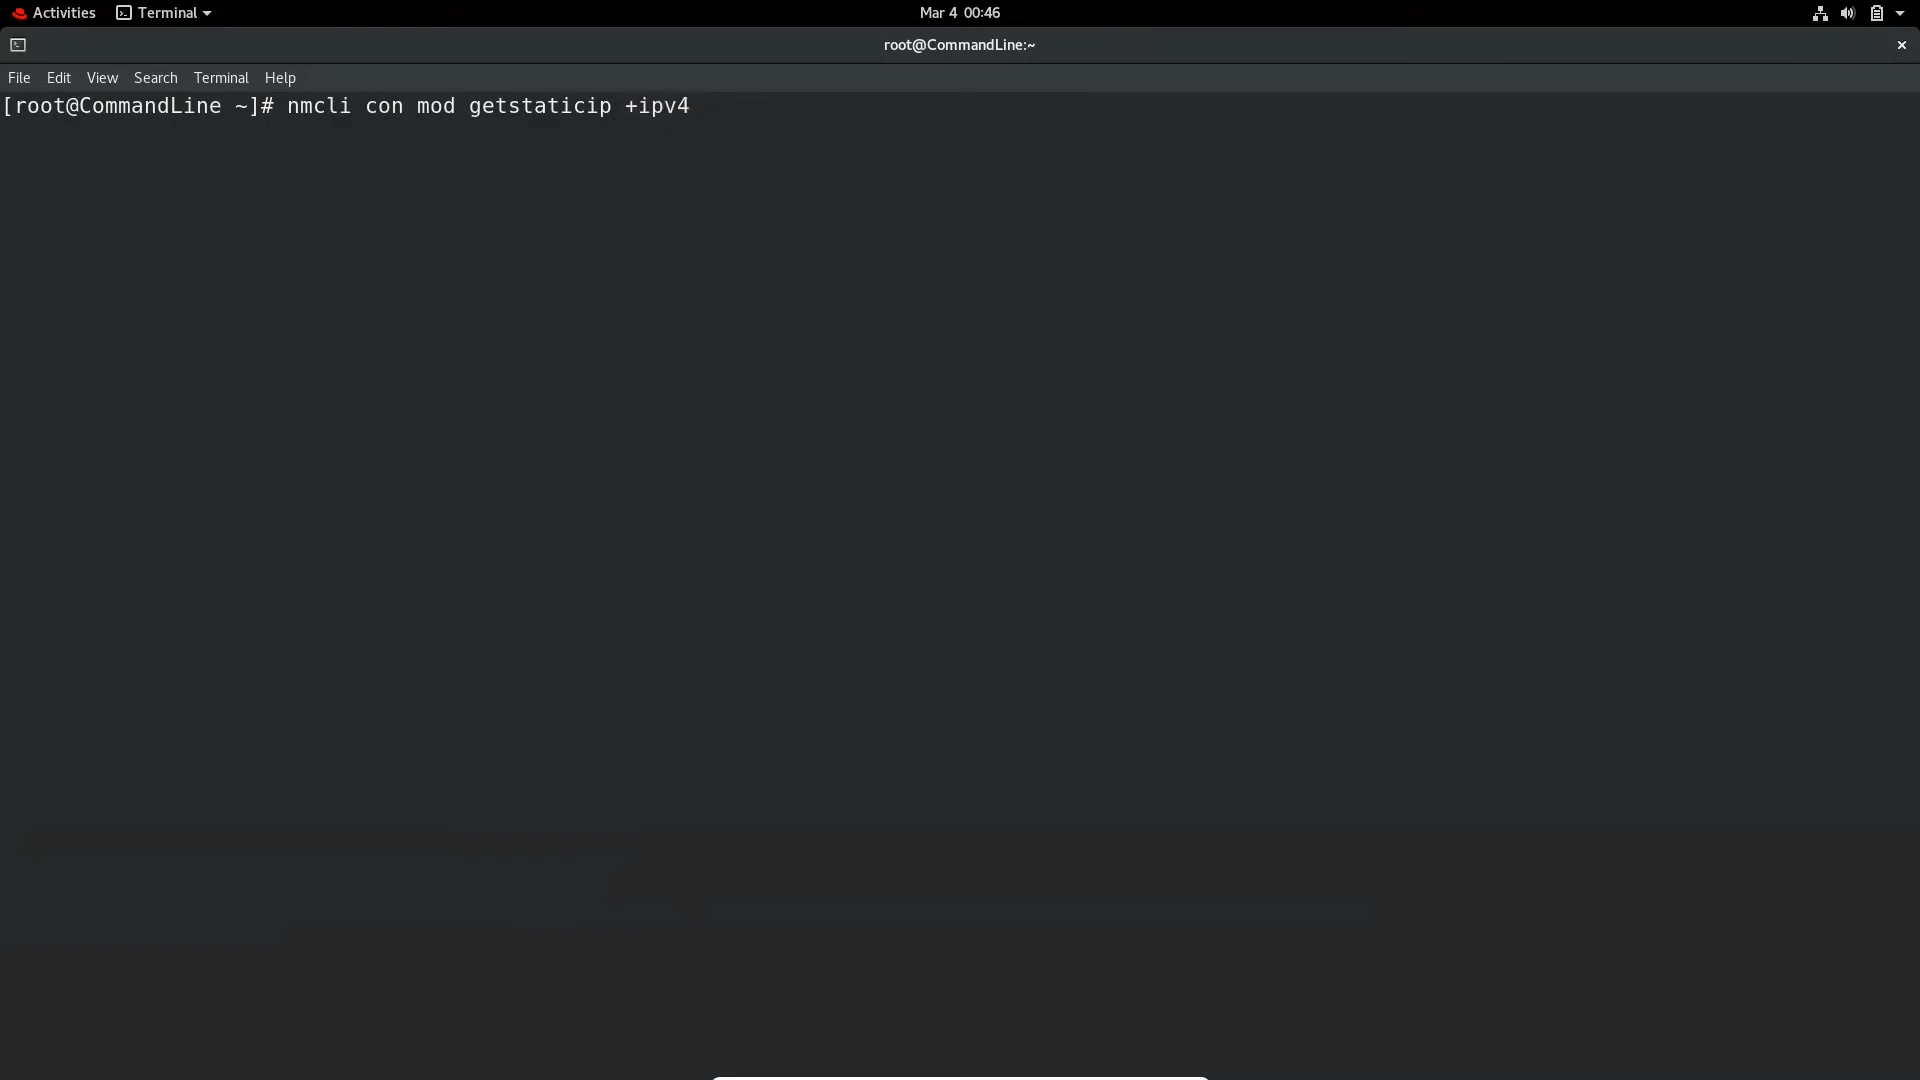 Activities Terminal Mar 4 00:46
root@CommandLine:~
File Edit View Search Terminal Help
[root@CommandLine ~]# nmcli con mod getstaticip +ipv4